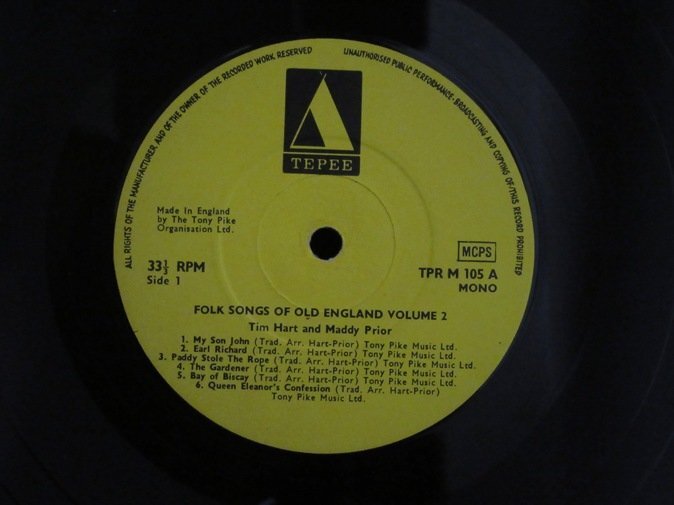 ALL RIGHTS OF THE MANUFACTURER, AND OF THE OWNER OF THE RECORDED WORK RESERVED
UNAUTHORISED PUBLIC PERFORMANCE·BROADCASTING AND COPYING OF/THIS RECORD PROHIBITED
TEPEE
Made In England
by The Tony Pike
Organisation Ltd.
MCPS
33⅓ RPM
Side 1
TPR M 105 A
MONO
FOLK SONGS OF OLD ENGLAND VOLUME 2
Tim Hart and Maddy Prior
1. My Son John (Trad. Arr. Hart-Prior) Tony Pike Music Ltd.
2. Earl Richard (Trad. Arr. Hart-Prior) Tony Pike Music Ltd.
3. Paddy Stole The Rope (Trad. Arr. Hart-Prior) Tony Pike Music Ltd.
4. The Gardener (Trad. Arr. Hart-Prior) Tony Pike Music Ltd.
5. Bay of Biscay (Trad. Arr. Hart-Prior) Tony Pike Music Ltd.
6. Queen Eleanor's Confession (Trad. Arr. Hart-Prior)
Tony Pike Music Ltd.